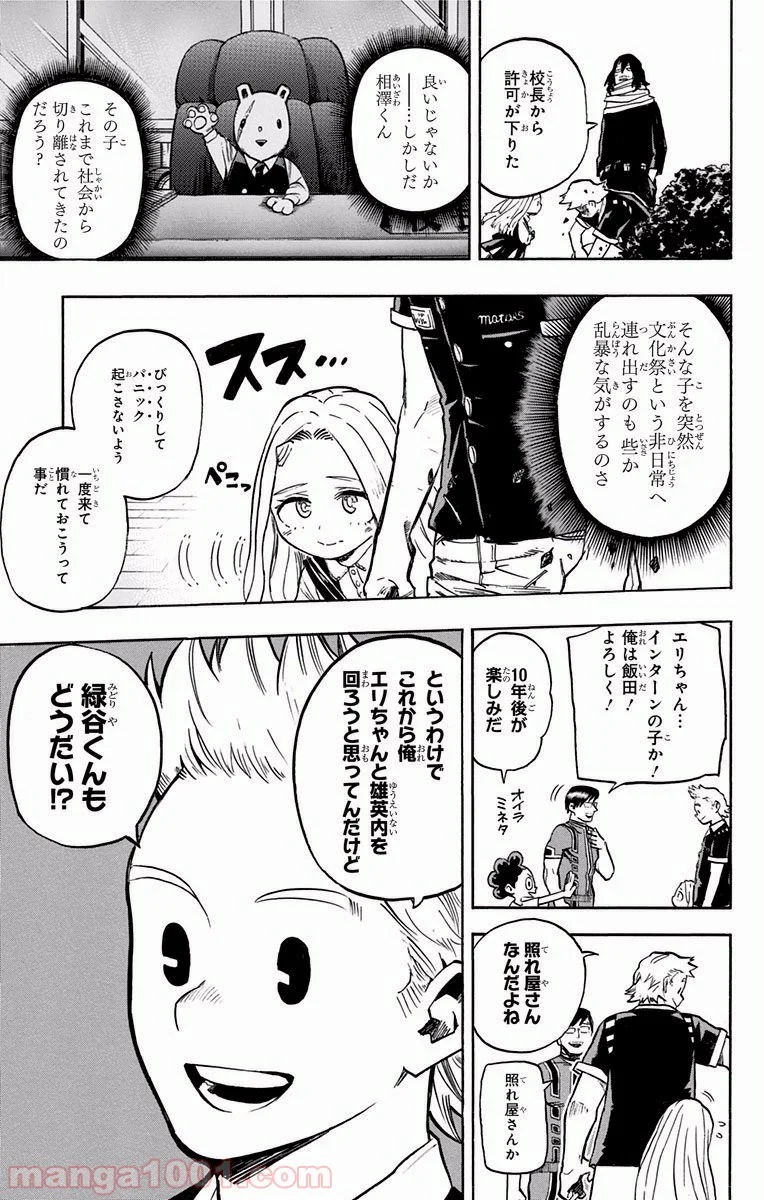 校長から
許可が下りた
良いじゃないか
――…しかしだ
相澤くん
その子
これまで社会から
切り離されてきたの
だろう？
そんな子を突然
文化祭という非日常へ
連れ出すのも 些か
乱暴な気がするのさ
motors
スス…
ぺこっ
びっくりして
パニック
起こさないよう
一度来て
慣れておこうって
事だ
エリちゃん…
インターンの子か！
俺は飯田！
よろしく！
10年後が
楽しみだ
オイラ
ミネタ
照れ屋さん
なんだよね
照れ屋さんか
というわけで
これから俺
エリちゃんと雄英内を
回ろうと思ってんだけど
緑谷くんも
どうだい!?
manga1001.com